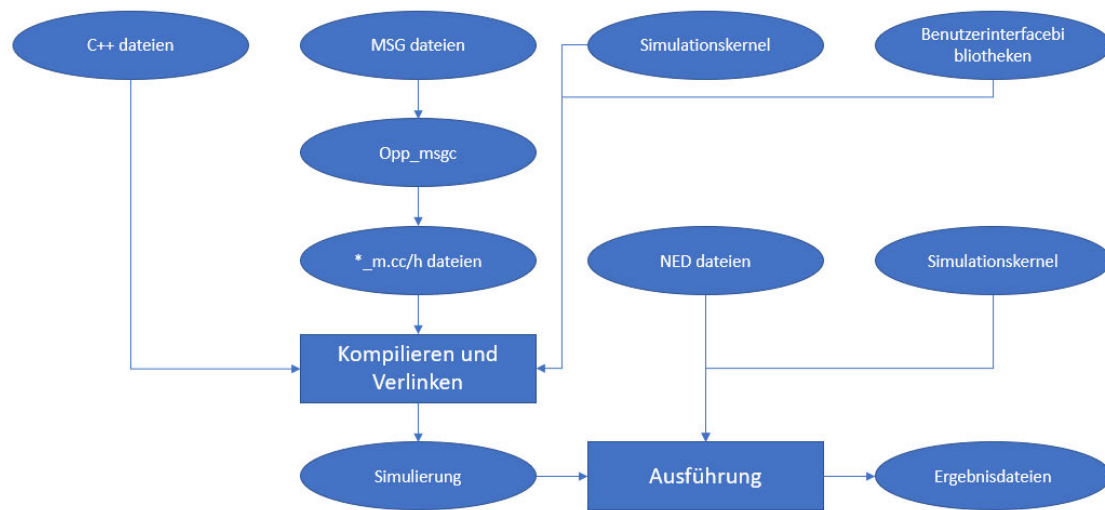 C++ dateien
MSG dateien
Simulationskernel
Benutzerinterfacebi
bliotheken
Opp_msgc
*_m.cc/h dateien
NED dateien
Simulationskernel
Kompilieren und
Verlinken
Simulierung
Ausführung
Ergebnisdateien